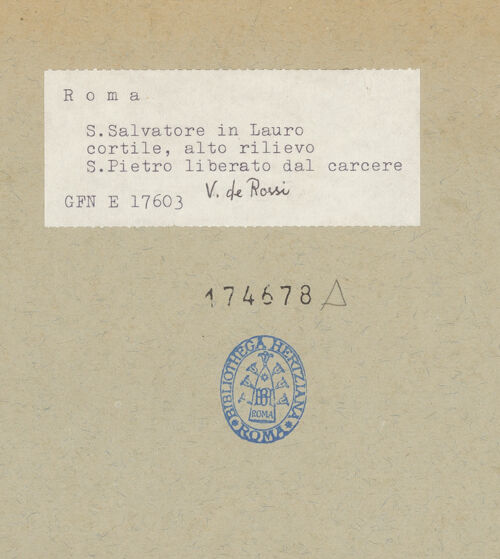 Roma
S.Salvatore in Lauro
cortile, alto rilievo
S.Pietro liberato dal carcere
V. de Rossi
GFN E 17603
174678
BIBLIOTHECA HERTZIANA
ROMA
ROMA